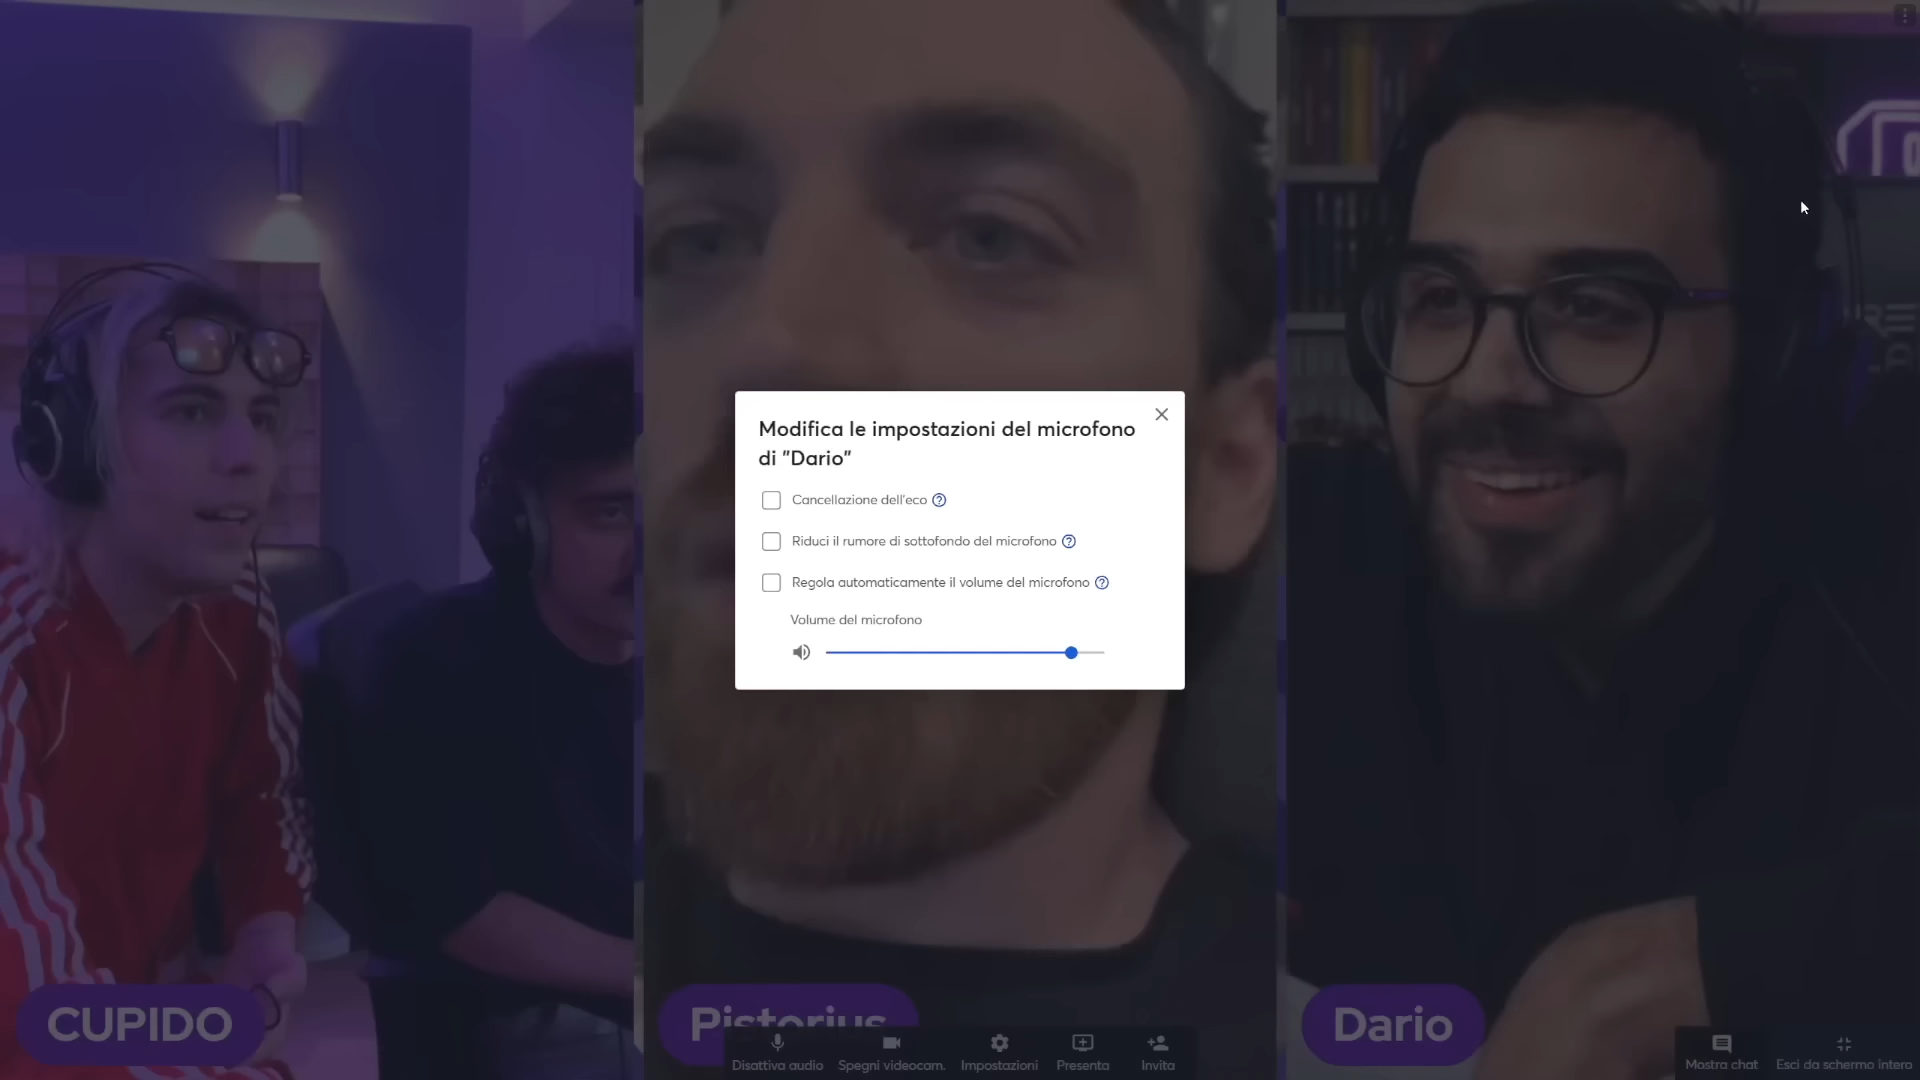 Modifica le impostazioni del microfono
di "Dario"
Cancellazione dell'eco
Riduci il rumore di sottofondo del microfono
Regola automaticamente il volume del microfono
Volume del microfono
CUPIDO
Pistorius
Dario
Disattiva audio
Spegni videocam.
Impostazioni
Presenta
Invita
Mostra chat
Esci da schermo intero